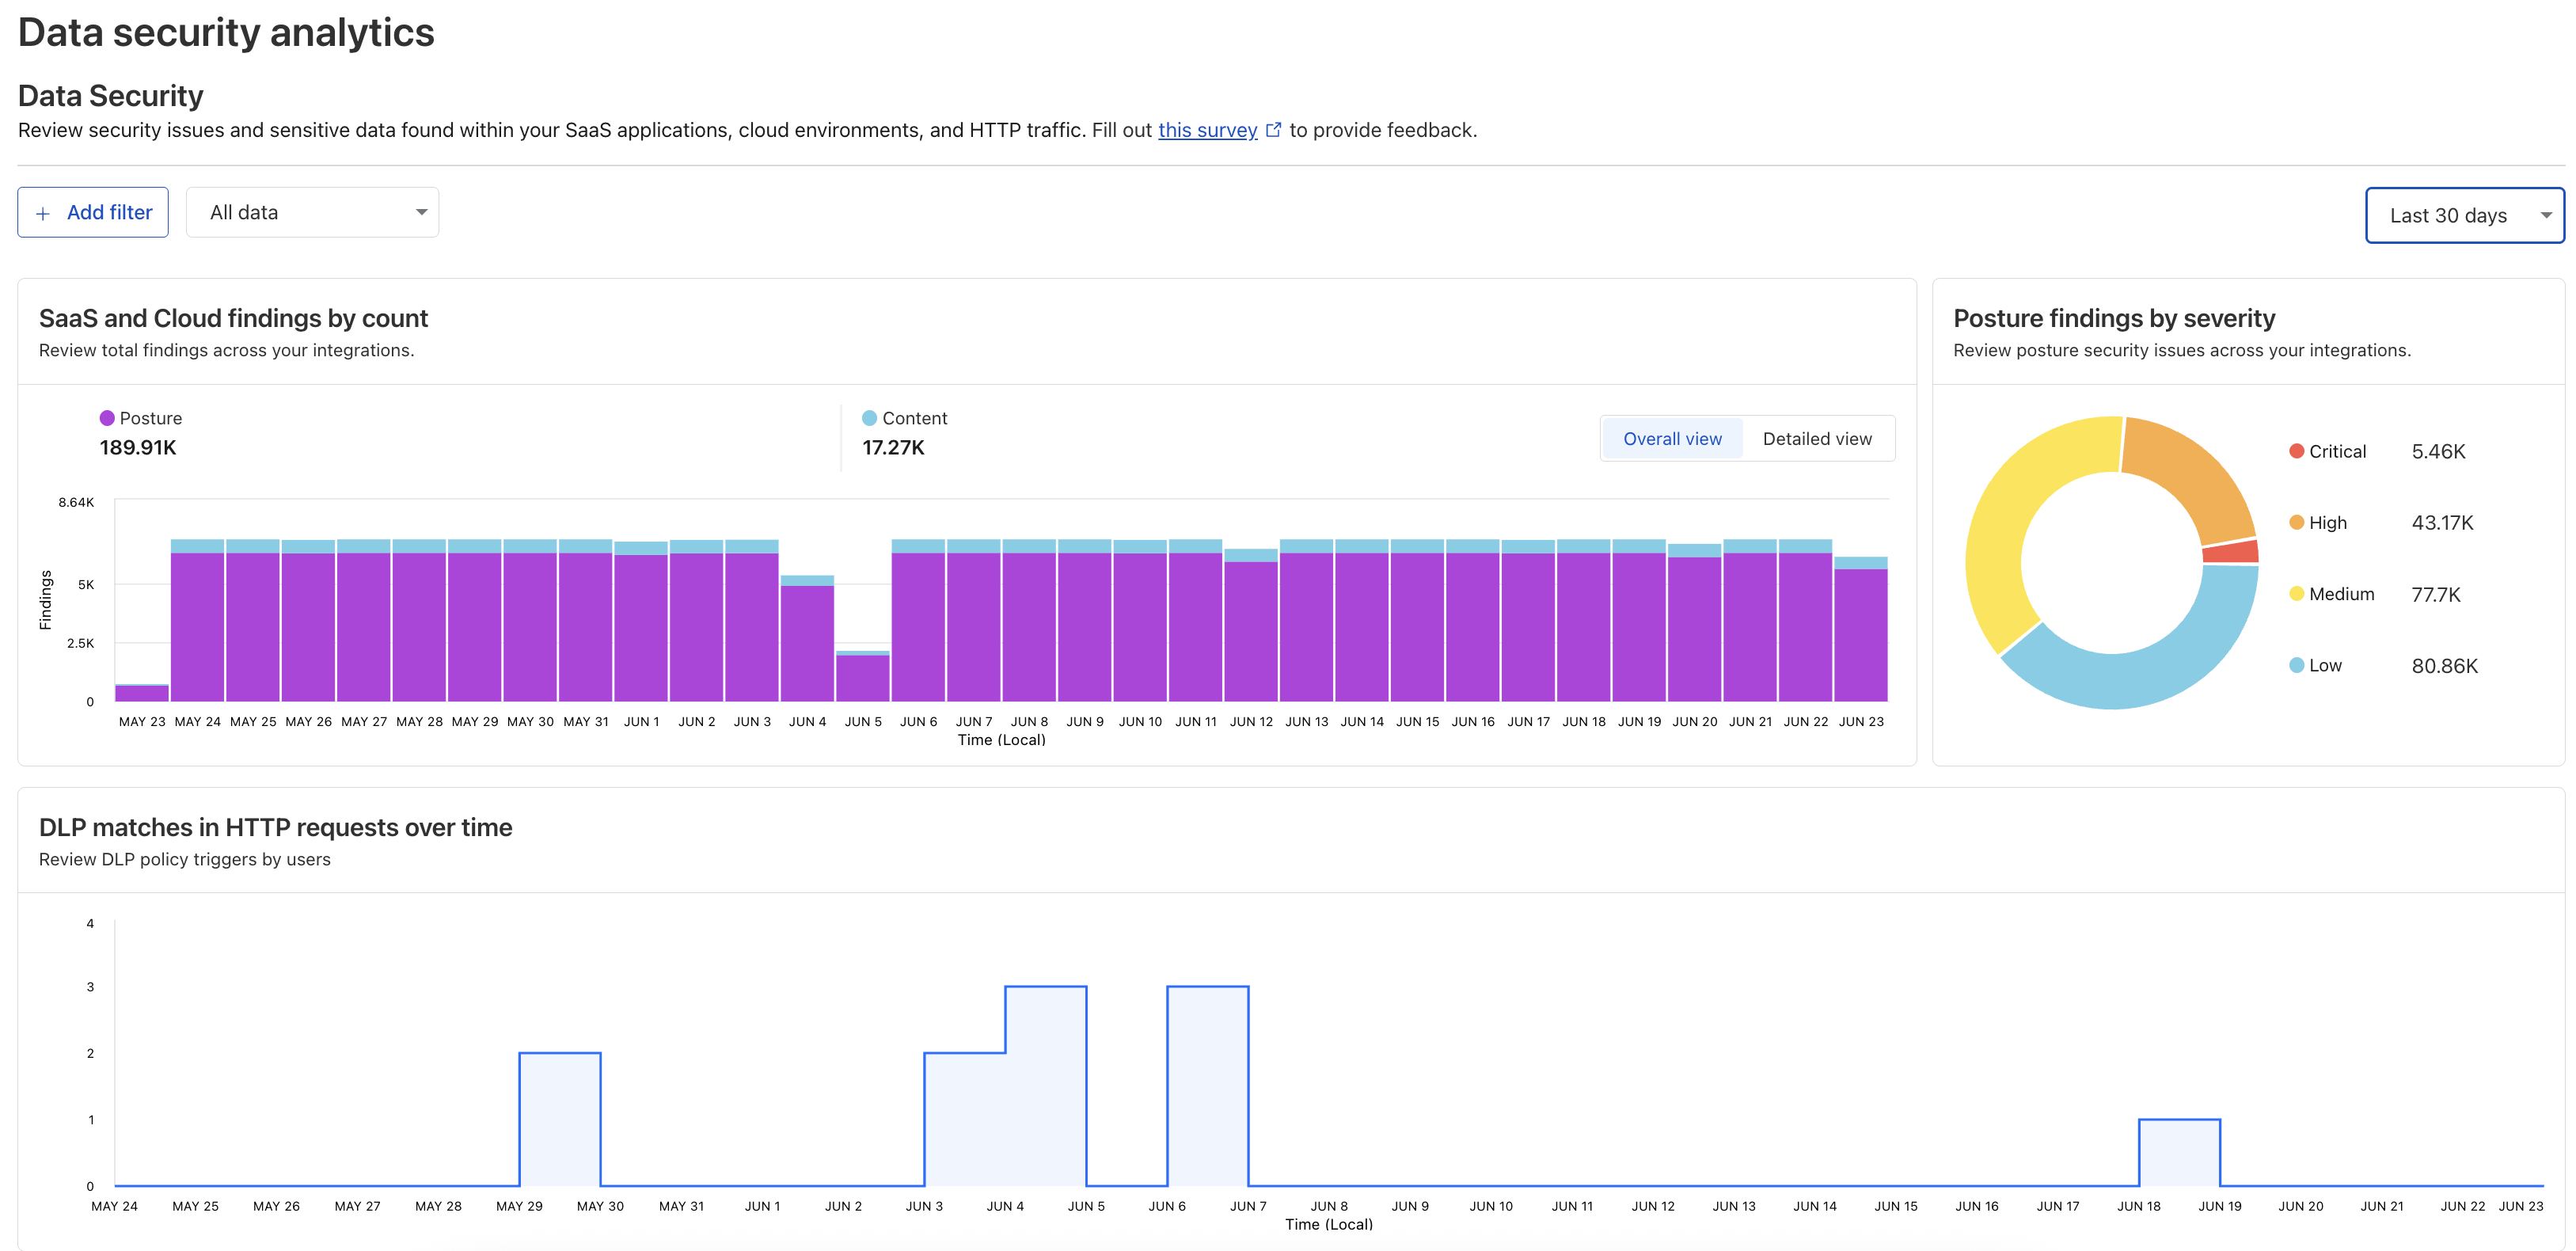 Data security analytics
Data Security
Review security issues and sensitive data found within your SaaS applications, cloud environments, and HTTP traffic. Fill out this survey to provide feedback.
+ Add filter
All data
Last 30 days
SaaS and Cloud findings by count
Review total findings across your integrations.
Posture
189.91K
Content
17.27K
Overall view
Detailed view
8.64K
5K
2.5K
0
Findings
MAY 23 MAY 24 MAY 25 MAY 26 MAY 27 MAY 28 MAY 29 MAY 30 MAY 31 JUN 1 JUN 2 JUN 3 JUN 4 JUN 5 JUN 6 JUN 7 JUN 8 JUN 9 JUN 10 JUN 11 JUN 12 JUN 13 JUN 14 JUN 15 JUN 16 JUN 17 JUN 18 JUN 19 JUN 20 JUN 21 JUN 22 JUN 23
Time (Local)
Posture findings by severity
Review posture security issues across your integrations.
Critical 5.46K
High 43.17K
Medium 77.7K
Low 80.86K
DLP matches in HTTP requests over time
Review DLP policy triggers by users
4
3
2
1
0
MAY 24 MAY 25 MAY 26 MAY 27 MAY 28 MAY 29 MAY 30 MAY 31 JUN 1 JUN 2 JUN 3 JUN 4 JUN 5 JUN 6 JUN 7 JUN 8 JUN 9 JUN 10 JUN 11 JUN 12 JUN 13 JUN 14 JUN 15 JUN 16 JUN 17 JUN 18 JUN 19 JUN 20 JUN 21 JUN 22 JUN 23
Time (Local)